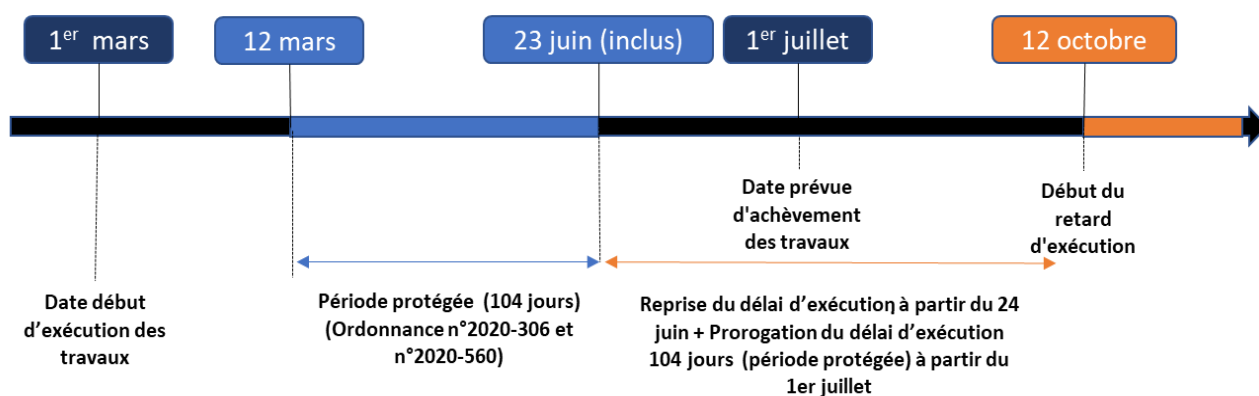 1er mars
12 mars
23 juin (inclus)
1er juillet
12 octobre
Date prévue
d'achèvement
des travaux
Début du
retard
d'exécution
Date début
d’exécution des
travaux
Période protégée (104 jours)
(Ordonnance n°2020-306 et
n°2020-560)
Reprise du délai d’exécution à partir du 24
juin + Prorogation du délai d’exécution
104 jours (période protégée) à partir du
1er juillet